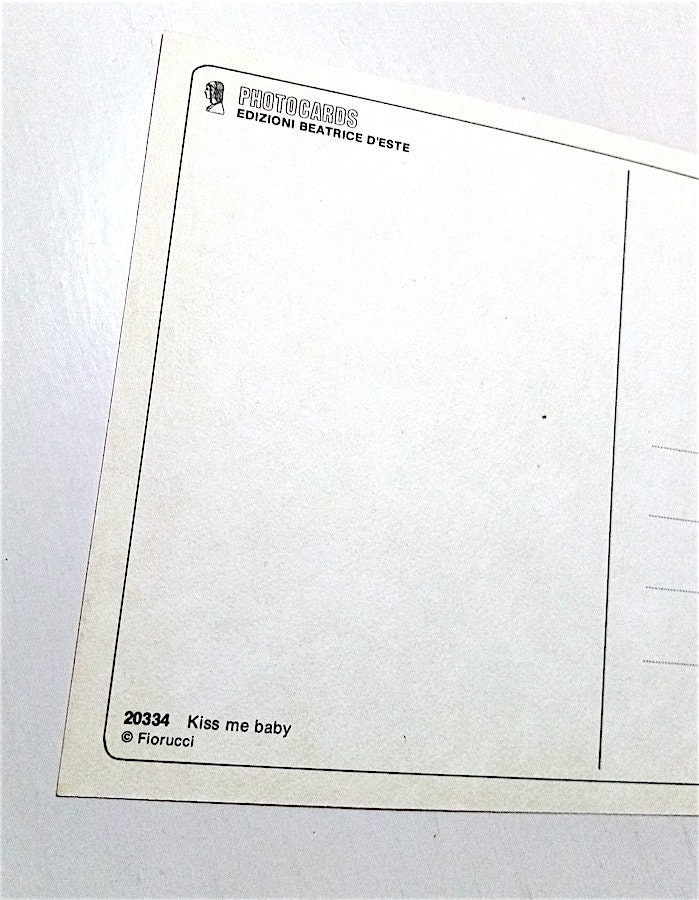 PHOTOCARDS
EDIZIONI BEATRICE D'ESTE
20334 Kiss me baby
© Fiorucci